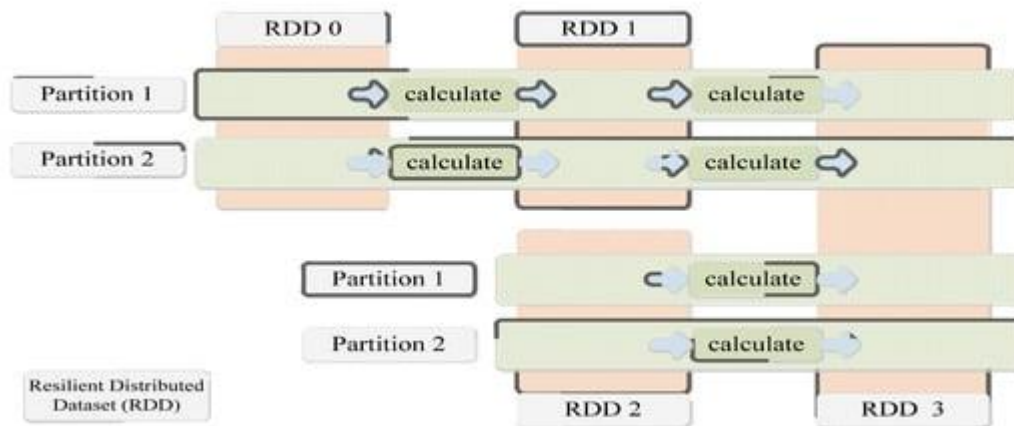 RDD 0
RDD 1
Partition 1
calculate
calculate
Partition 2
calculate
calculate
Partition 1
calculate
Partition 2
calculate
Resilient Distributed
Dataset (RDD)
RDD 2
RDD 3